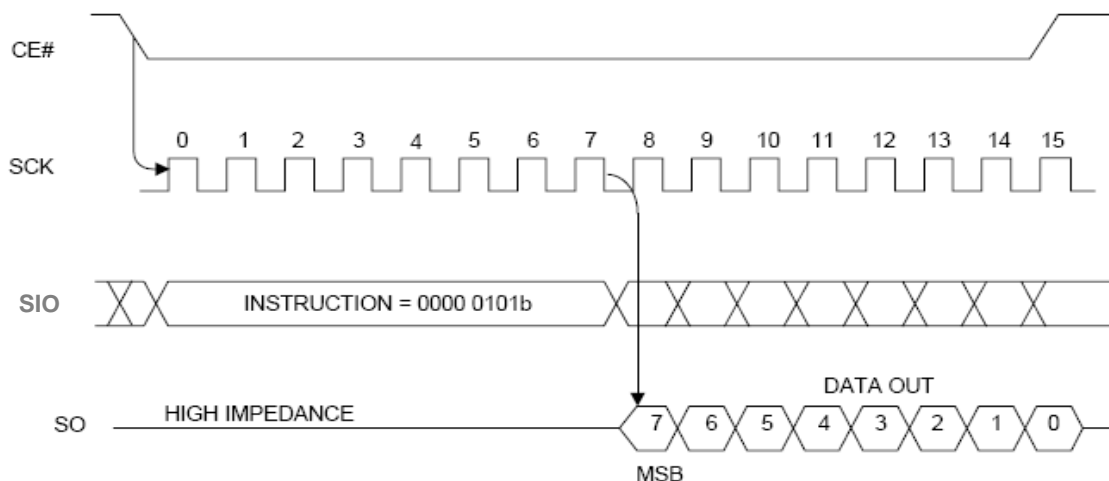 CE#
0 1 2 3 4 5 6 7 8 9 10 11 12 13 14 15
SCK
SIO
INSTRUCTION = 0000 0101b
DATA OUT
HIGH IMPEDANCE
SO
7 6 5 4 3 2 1 0
MSB